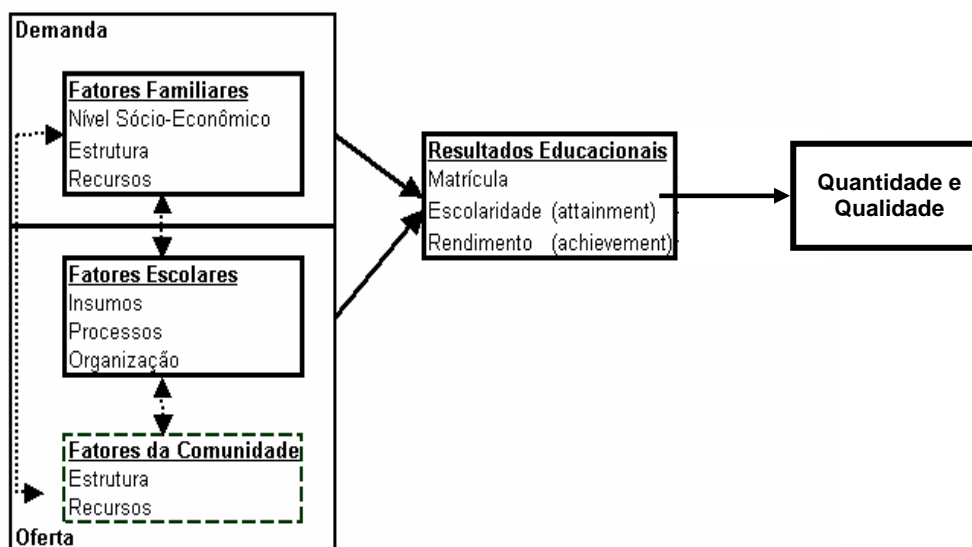 Demanda
Fatores Familiares
Nível Sócio-Econômico
Estrutura
Recursos
Fatores Escolares
Insumos
Processos
Organização
Fatores da Comunidade
Estrutura
Recursos
Oferta
Resultados Educacionais
Matrícula
Escolaridade (attainment)
Rendimento (achievement)
Quantidade e
Qualidade